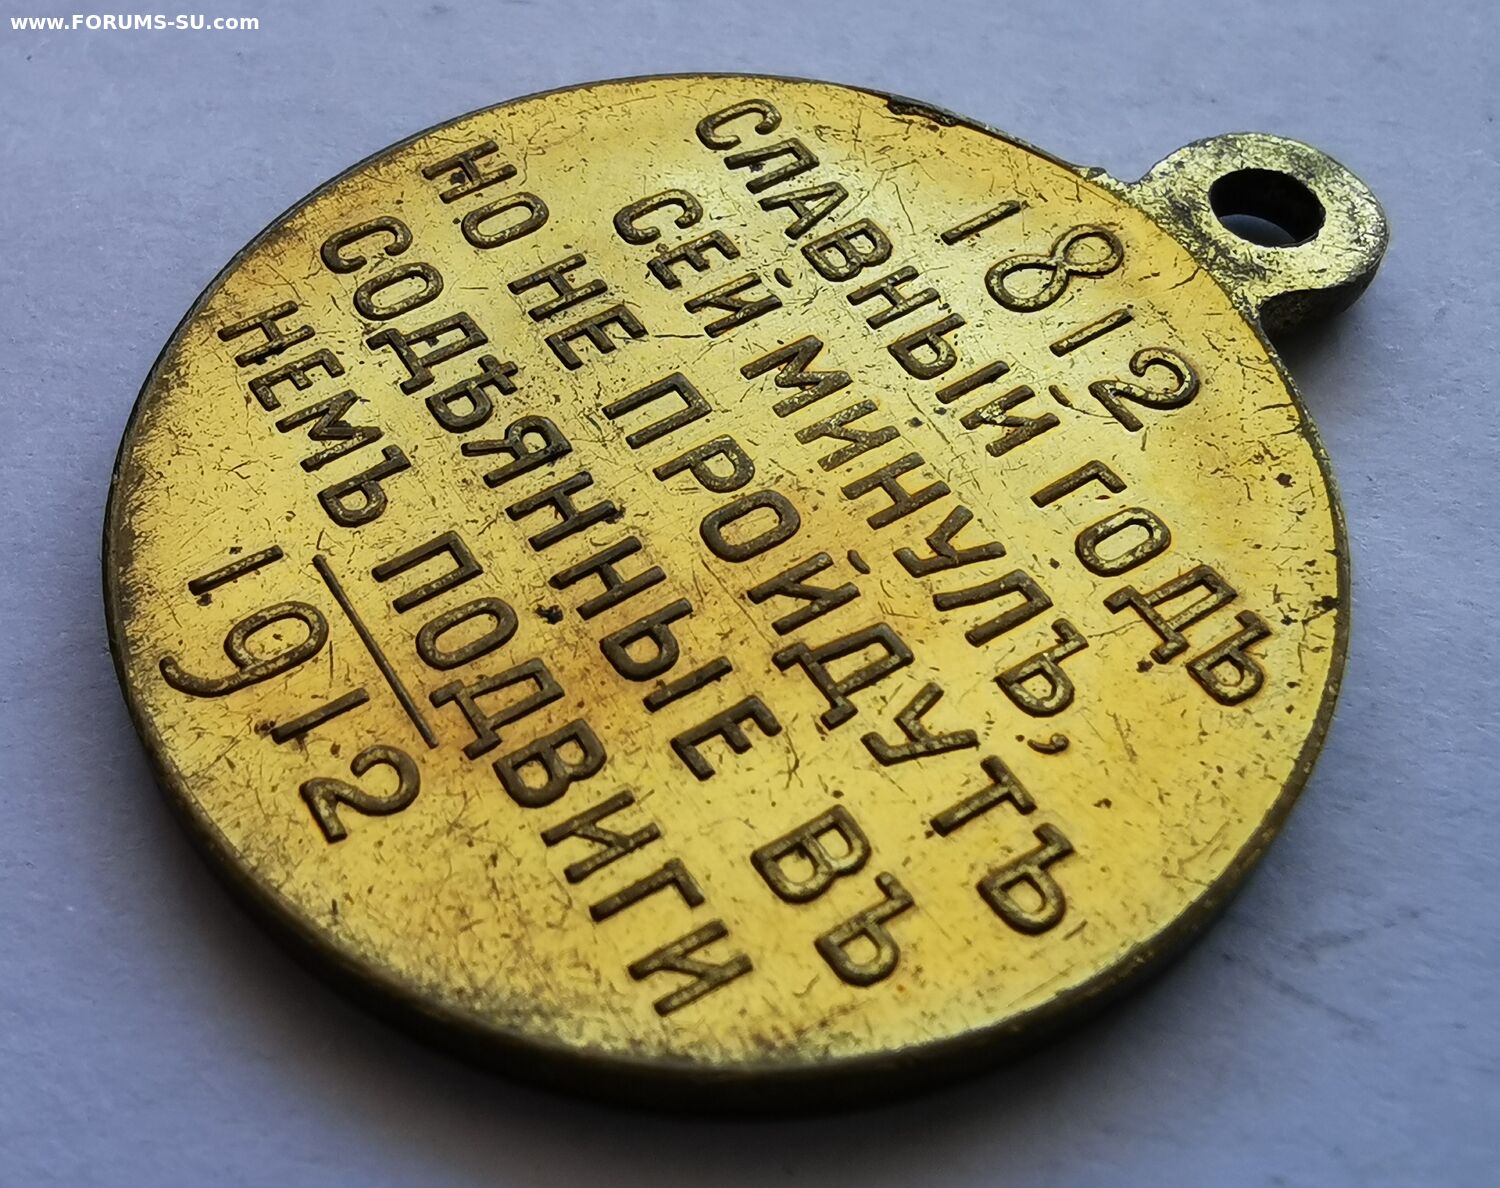 www.FORUMS-SU.com
1812
СЛАВНЫЙ ГОДЪ
СЕЙ МИНУЛЪ,
НО НЕ ПРОЙДУТЪ
СОДѢЯННЫЕ ВЪ
НЕМЪ ПОДВИГИ
1912